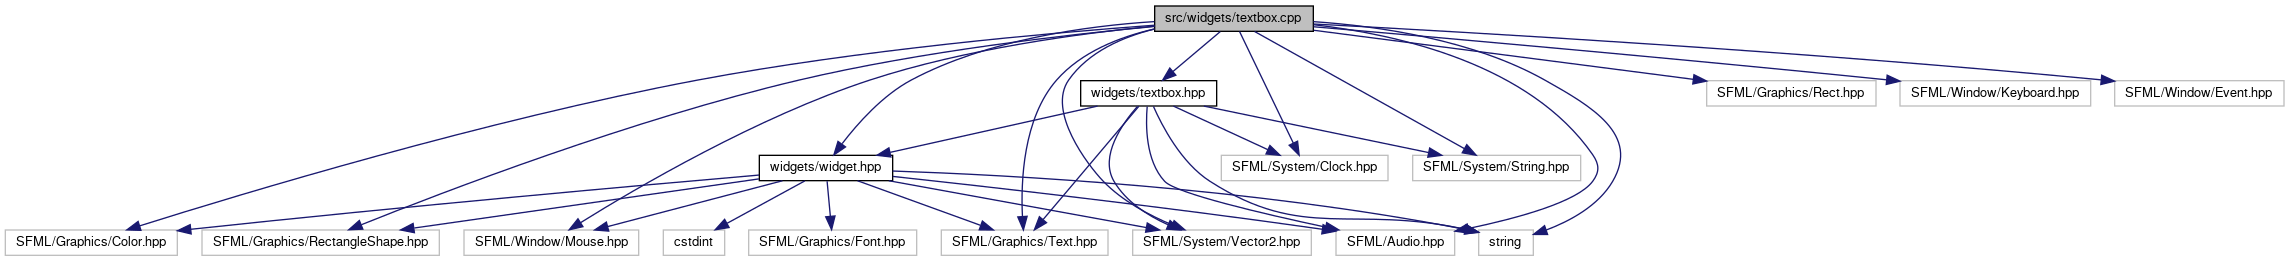 src/widgets/textbox.cpp
widgets/textbox.hpp
SFML/Graphics/Rect.hpp
SFML/Window/Keyboard.hpp
SFML/Window/Event.hpp
widgets/widget.hpp
SFML/System/Clock.hpp
SFML/System/String.hpp
SFML/Graphics/Color.hpp
SFML/Graphics/RectangleShape.hpp
SFML/Window/Mouse.hpp
cstdint
SFML/Graphics/Font.hpp
SFML/Graphics/Text.hpp
SFML/System/Vector2.hpp
SFML/Audio.hpp
string